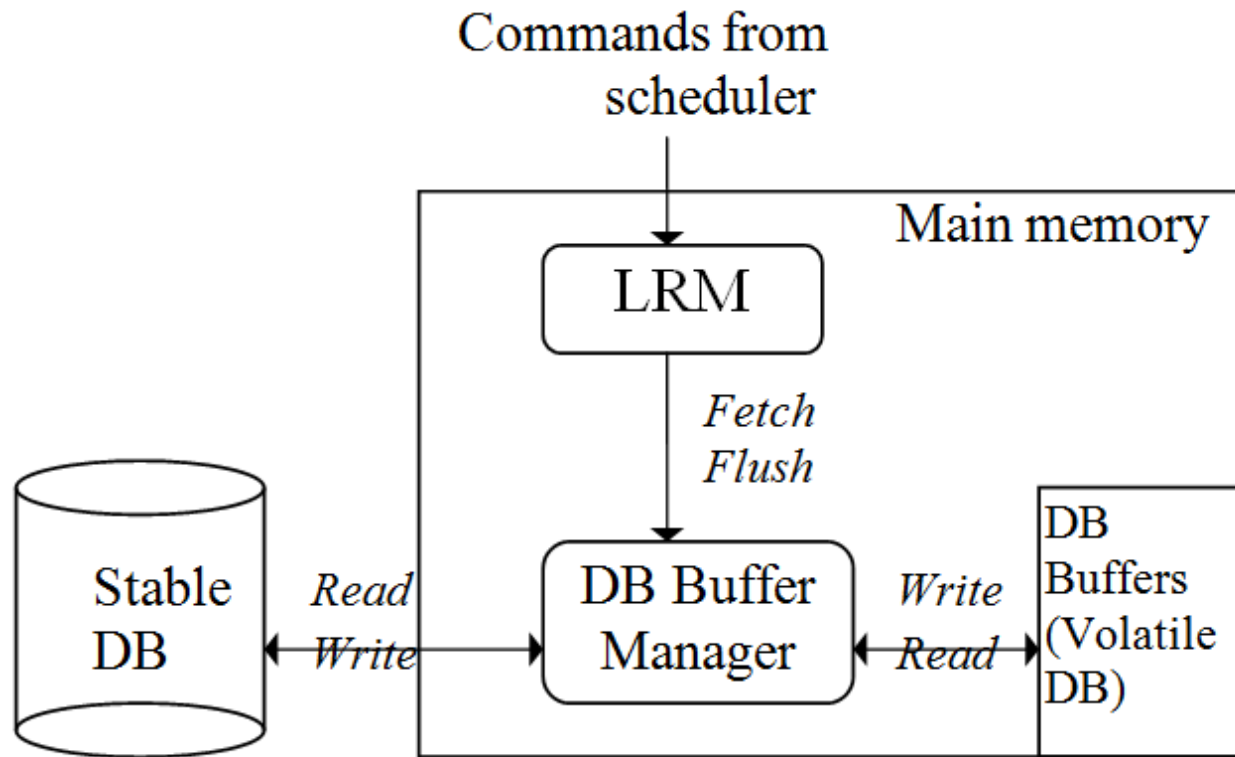 Commands from
scheduler
Main memory
LRM
Fetch
Flush
Stable
DB
Read
Write
DB Buffer
Manager
Write
Read
DB
Buffers
(Volatile
DB)